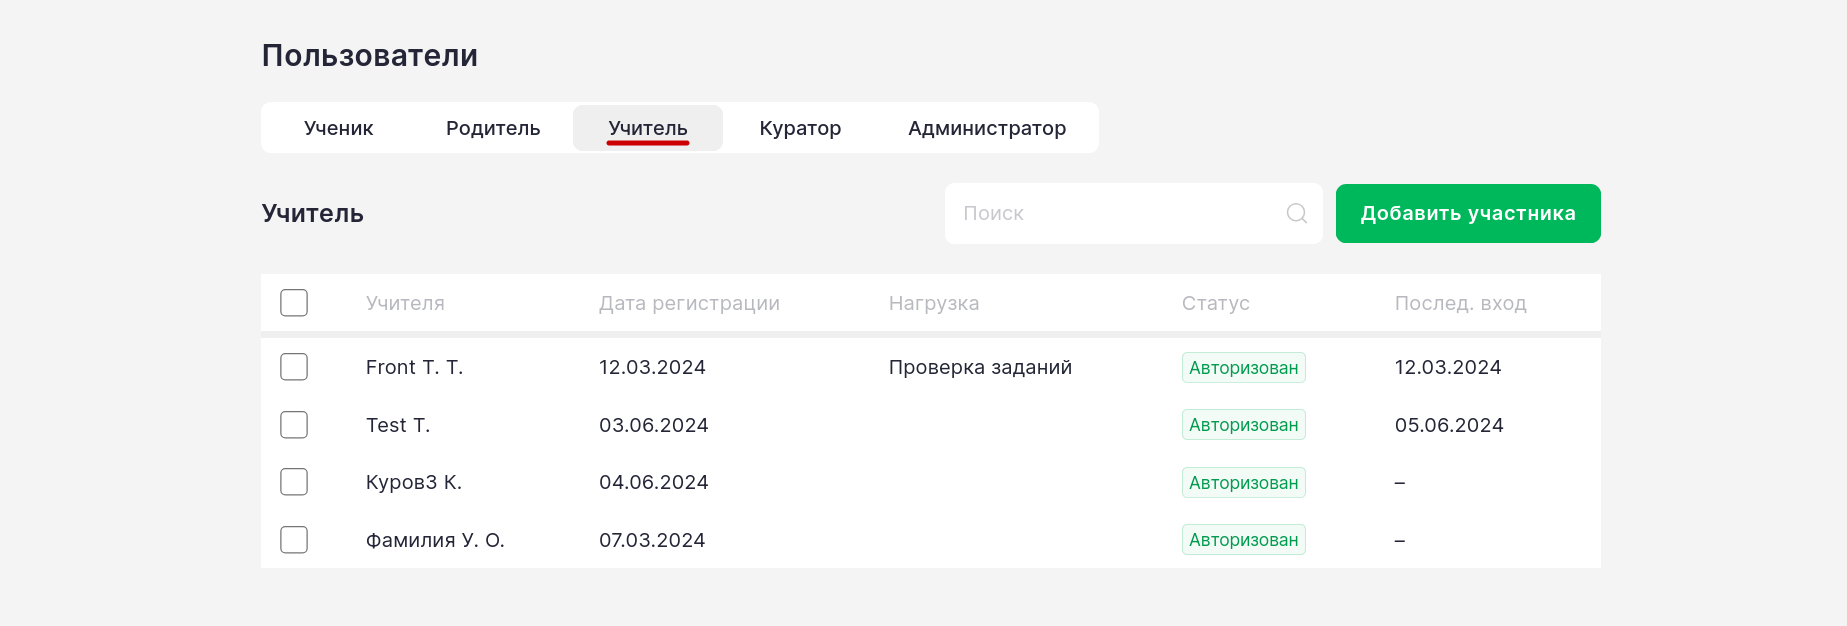 Пользователи
Ученик Родитель Учитель Куратор Администратор
Учитель Поиск Добавить участника
Учителя Дата регистрации Нагрузка Статус Послед. вход
Front T. T. 12.03.2024 Проверка заданий Авторизован 12.03.2024
Test T. 03.06.2024 Авторизован 05.06.2024
Куров3 К. 04.06.2024 Авторизован –
Фамилия У. О. 07.03.2024 Авторизован –